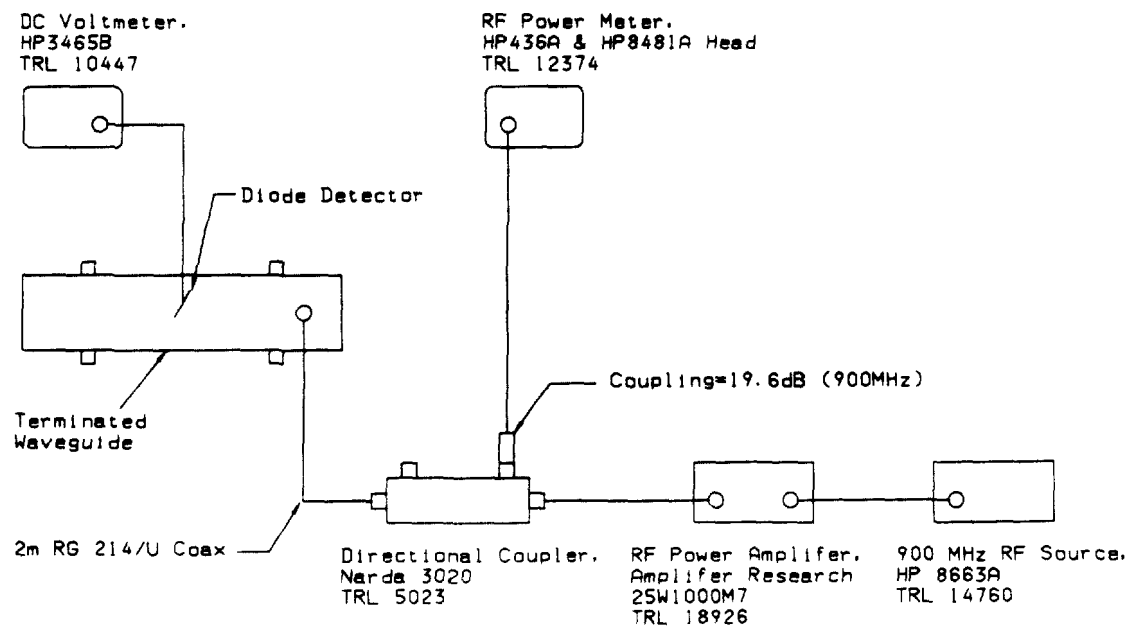 DC Voltmeter.
HP3465B
TRL 10447
RF Power Meter.
HP436A & HP8481A Head
TRL 12374
Diode Detector
Coupling=19.6dB (900MHz)
Terminated
Waveguide
2m RG 214/U Coax
Directional Coupler.
Narda 3020
TRL 5023
RF Power Amplifer.
Amplifer Research
25W1000M7
TRL 18926
900 MHz RF Source.
HP 8663A
TRL 14760